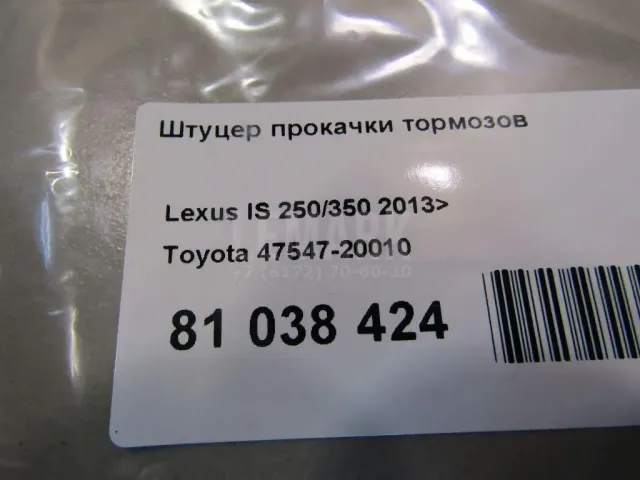 Штуцер прокачки тормозов
Lexus IS 250/350 2013>
Toyota 47547-20010
81 038 424